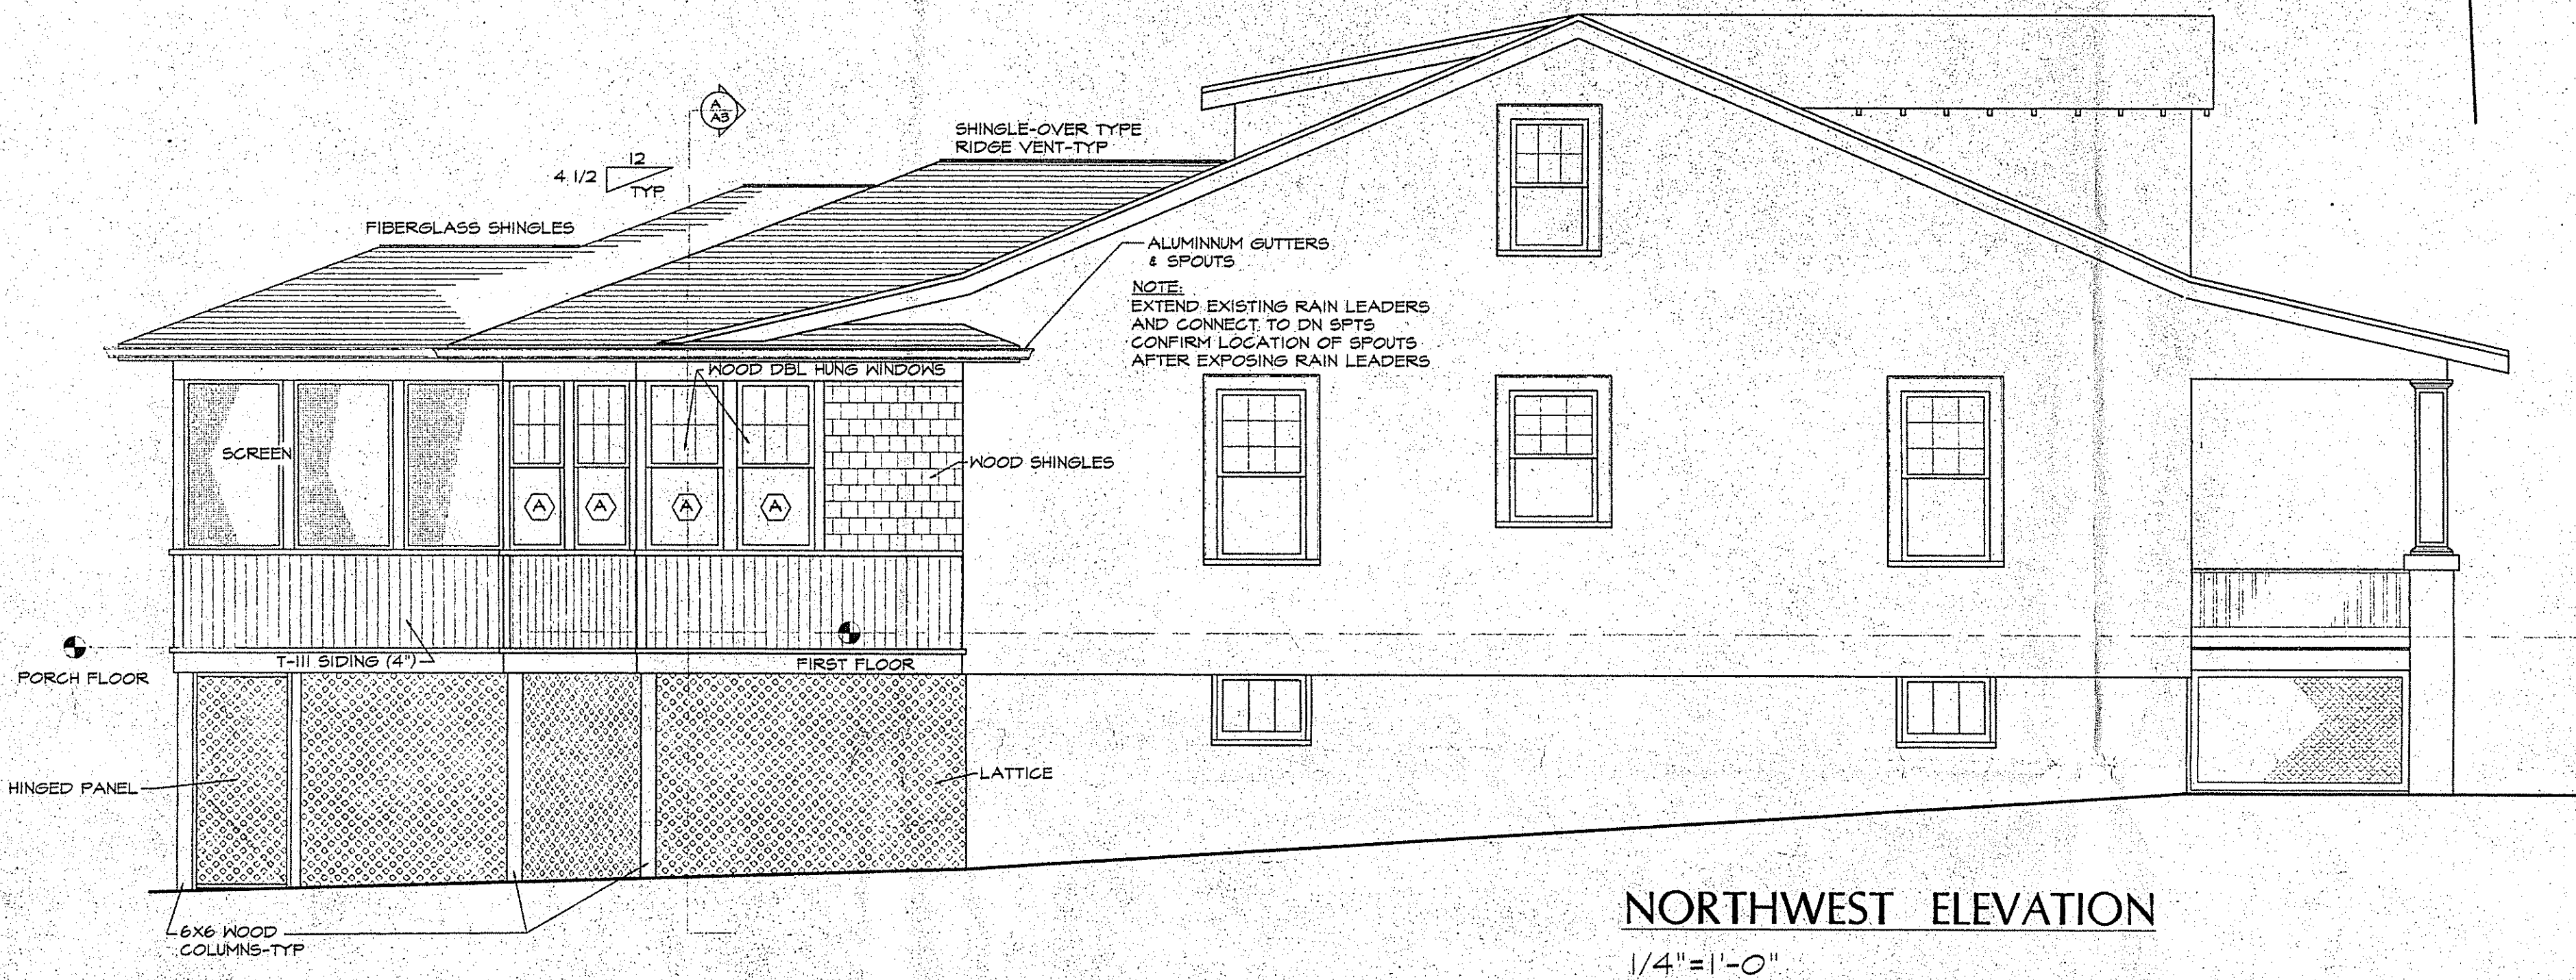 A
A3
SHINGLE-OVER TYPE
RIDGE VENT-TYP
12
4 1/2
TYP
FIBERGLASS SHINGLES
ALUMINNUM GUTTERS
& SPOUTS
NOTE:
EXTEND EXISTING RAIN LEADERS
AND CONNECT TO DN SPTS
CONFIRM LOCATION OF SPOUTS
AFTER EXPOSING RAIN LEADERS
WOOD DBL HUNG WINDOWS
SCREEN
WOOD SHINGLES
A A A A
T-111 SIDING (4")
FIRST FLOOR
PORCH FLOOR
HINGED PANEL
LATTICE
6X6 WOOD
COLUMNS-TYP
NORTHWEST ELEVATION
1/4"=1'-0"